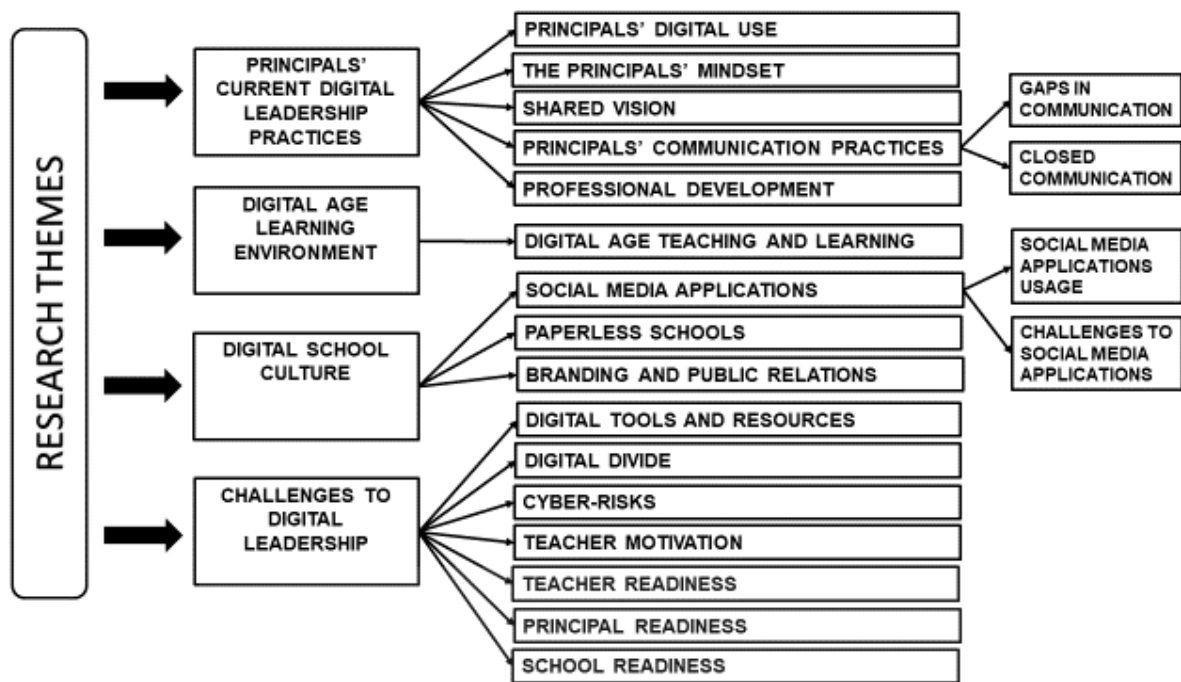 RESEARCH THEMES
PRINCIPALS'
CURRENT DIGITAL
LEADERSHIP
PRACTICES
PRINCIPALS' DIGITAL USE
THE PRINCIPALS' MINDSET
SHARED VISION
PRINCIPALS' COMMUNICATION PRACTICES
GAPS IN
COMMUNICATION
CLOSED
COMMUNICATION
PROFESSIONAL DEVELOPMENT
DIGITAL AGE
LEARNING
ENVIRONMENT
DIGITAL AGE TEACHING AND LEARNING
DIGITAL SCHOOL
CULTURE
SOCIAL MEDIA APPLICATIONS
SOCIAL MEDIA
APPLICATIONS
USAGE
CHALLENGES TO
SOCIAL MEDIA
APPLICATIONS
PAPERLESS SCHOOLS
BRANDING AND PUBLIC RELATIONS
CHALLENGES TO
DIGITAL
LEADERSHIP
DIGITAL TOOLS AND RESOURCES
DIGITAL DIVIDE
CYBER-RISKS
TEACHER MOTIVATION
TEACHER READINESS
PRINCIPAL READINESS
SCHOOL READINESS